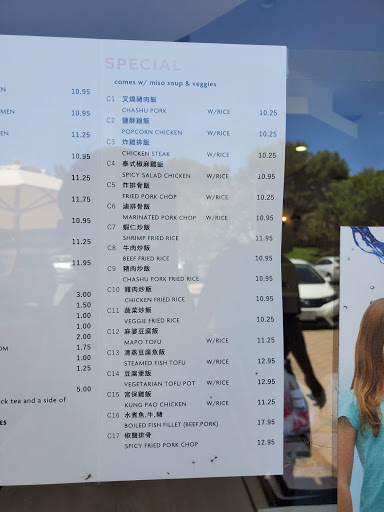 SPECIAL
comes w/ miso soup & veggies
C1 叉燒豬肉飯
CHASHU PORK W/RICE 10.25
C2 鹽酥雞飯
POPCORN CHICKEN W/RICE 10.25
C3 炸雞排飯
CHICKEN STEAK W/RICE 10.25
C4 泰式椒麻雞飯
SPICY SALAD CHICKEN W/RICE 10.95
C5 炸排骨飯
FRIED PORK CHOP W/RICE 10.25
C6 滷排骨飯
MARINATED PORK CHOP W/RICE 10.95
C7 蝦仁炒飯
SHRIMP FRIED RICE 11.95
C8 牛肉炒飯
BEEF FRIED RICE 10.95
C9 豬肉炒飯
CHASHU PORK FRIED RICE 10.95
C10 雞肉炒飯
CHICKEN FRIED RICE 10.95
C11 蔬菜炒飯
VEGGIE FRIED RICE 10.25
C12 麻婆豆腐飯
MAPO TOFU W/RICE 11.25
C13 清蒸豆腐魚飯
STEAMED FISH TOFU W/RICE 12.95
C14 豆腐煲飯
VEGETARIAN TOFU POT W/RICE 12.95
C15 宮保雞飯
KUNG PAO CHICKEN W/RICE 11.25
C16 水煮魚,牛,豬
BOILED FISH FILLET (BEEF,PORK) 17.95
C17 椒鹽排骨
SPICY FRIED PORK CHOP 12.95
EN 10.95
MEN 10.95
EN 11.25
10.95
11.25
11.75
10.95
11.25
11.95
3.00
1.50
1.00
2.00
OM 1.75
1.00
1.25
5.00
ck tea and a side of
ES